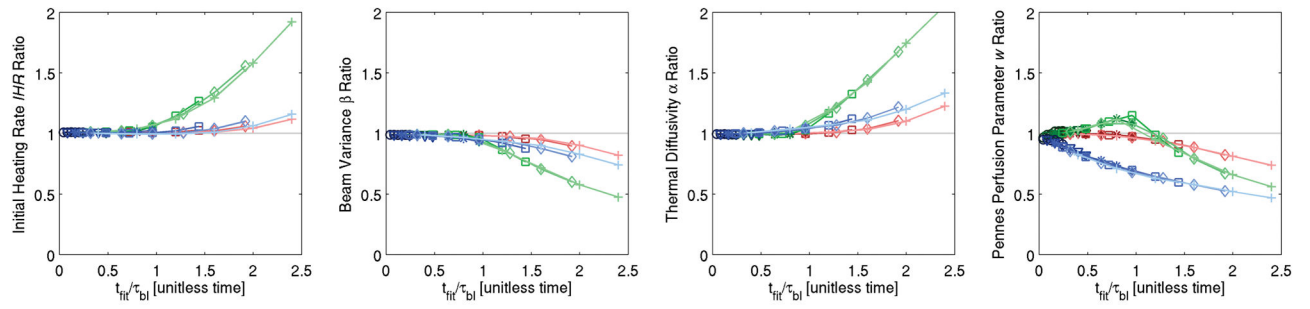 Initial Heating Rate IHR Ratio
2
1.5
1
0.5
0
0 0.5 1 1.5 2 2.5
t_fit/τ_bl [unitless time]
Beam Variance β Ratio
2
1.5
1
0.5
0
0 0.5 1 1.5 2 2.5
t_fit/τ_bl [unitless time]
Thermal Diffusivity α Ratio
2
1.5
1
0.5
0
0 0.5 1 1.5 2 2.5
t_fit/τ_bl [unitless time]
Pennes Perfusion Parameter w Ratio
2
1.5
1
0.5
0
0 0.5 1 1.5 2 2.5
t_fit/τ_bl [unitless time]